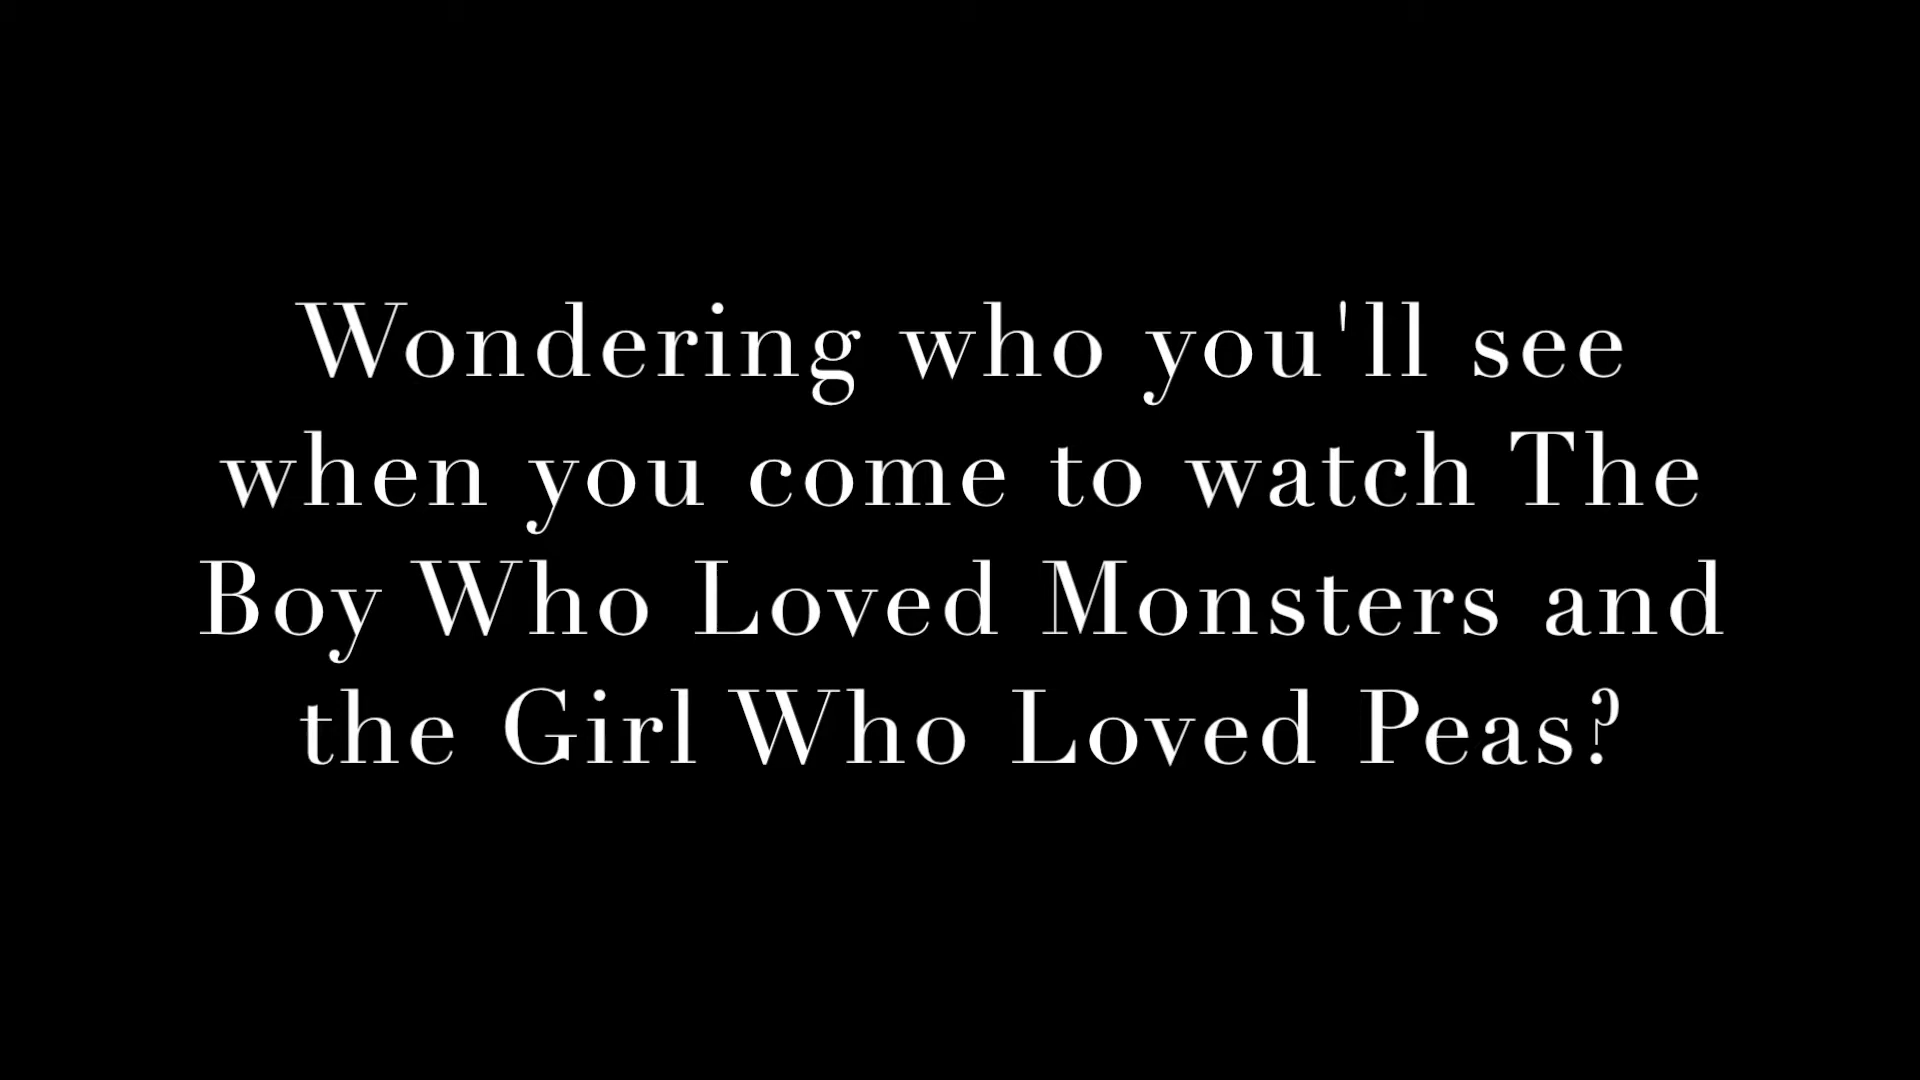 Wondering who you'll see
when you come to watch The
Boy Who Loved Monsters and
the Girl Who Loved Peas?